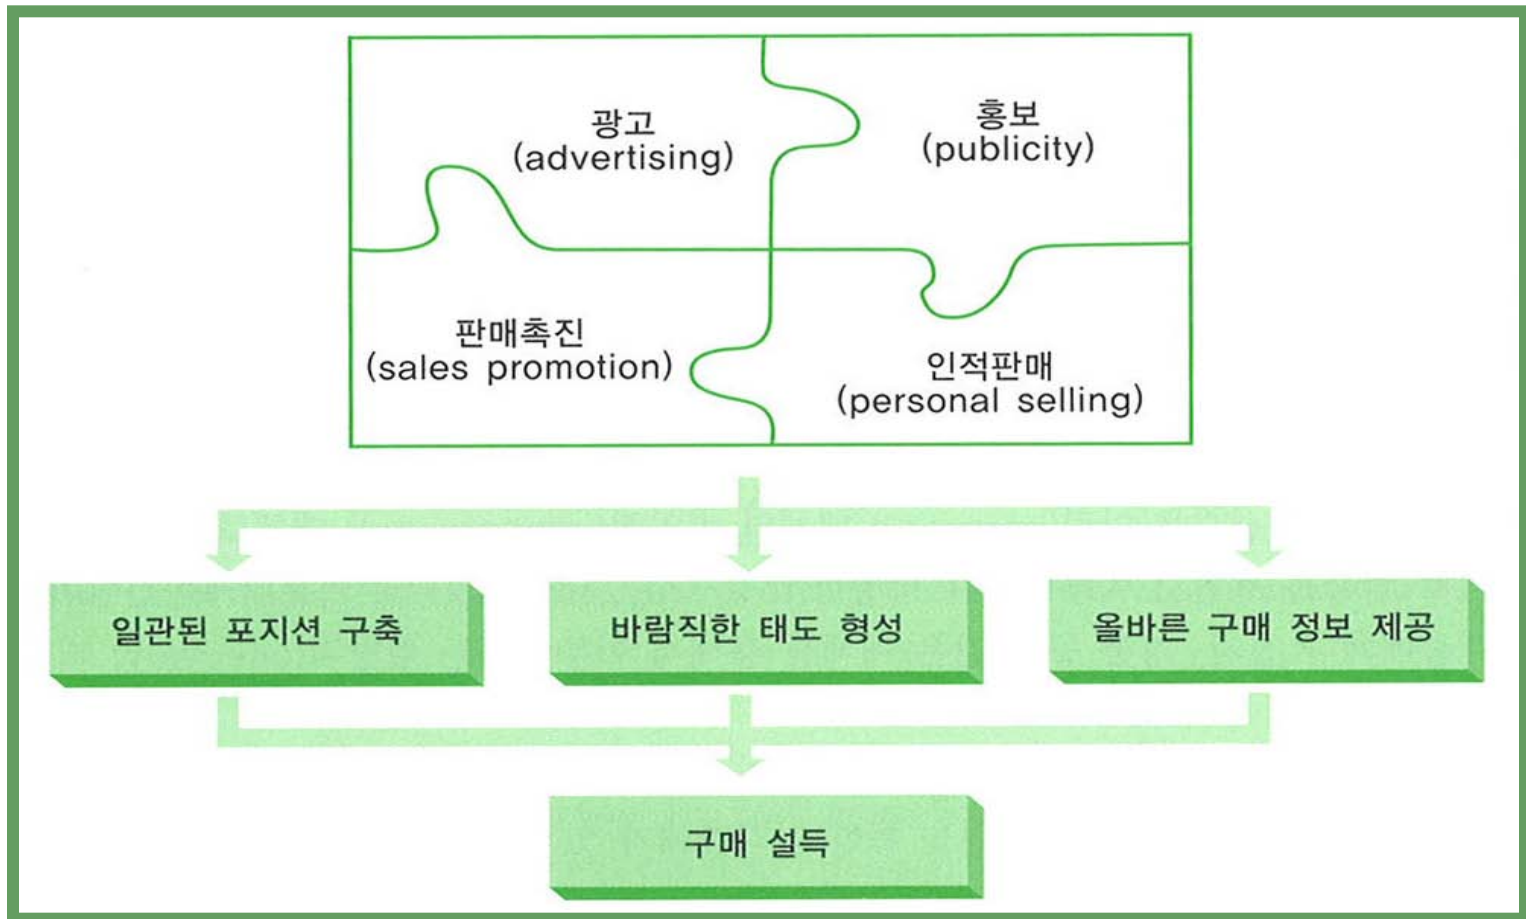 광고
(advertising)
홍보
(publicity)
판매촉진
(sales promotion)
인적판매
(personal selling)
일관된 포지션 구축
바람직한 태도 형성
올바른 구매 정보 제공
구매 설득